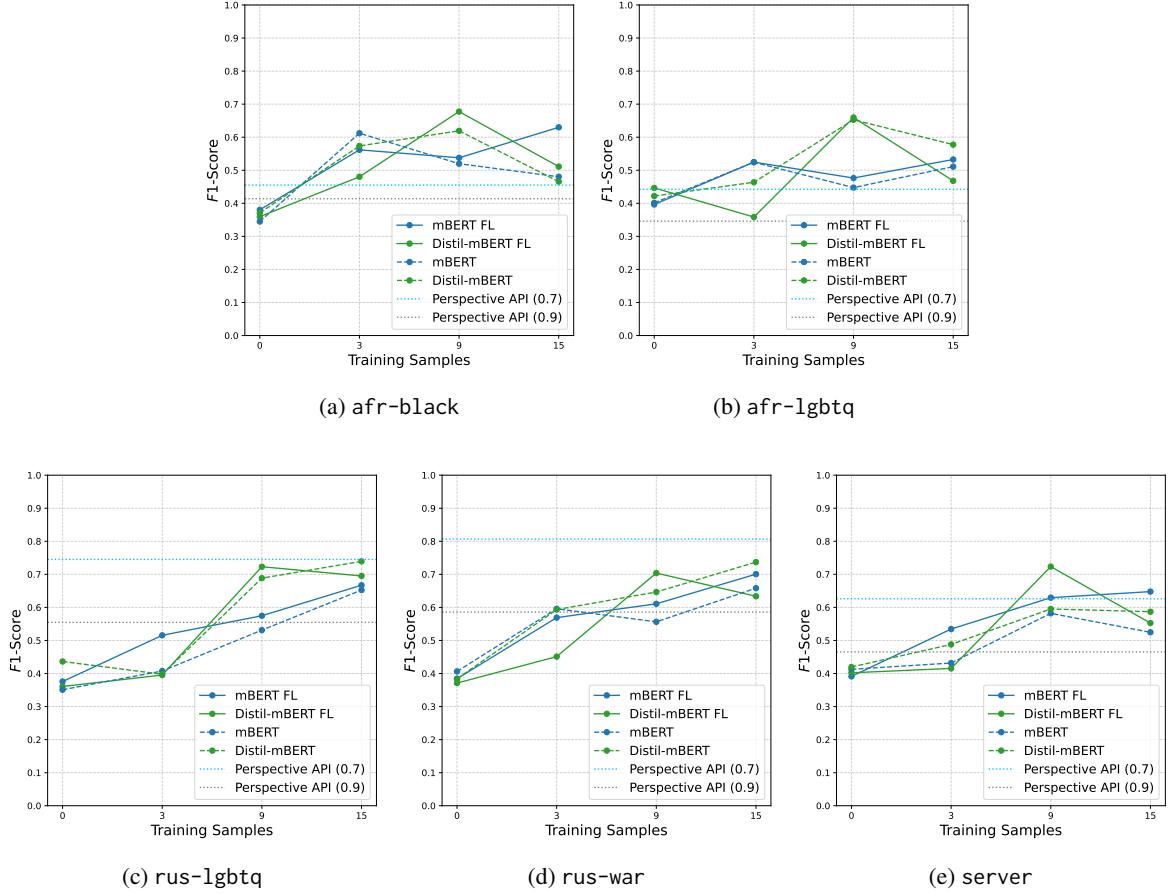 1.0
0.9
0.8
0.7
0.6
0.5
0.4
0.3
0.2
0.1
0.0
F1-Score
0 3 9 15
Training Samples
mBERT FL
Distil-mBERT FL
mBERT
Distil-mBERT
Perspective API (0.7)
Perspective API (0.9)
(a) afr-black
1.0
0.9
0.8
0.7
0.6
0.5
0.4
0.3
0.2
0.1
0.0
F1-Score
0 3 9 15
Training Samples
mBERT FL
Distil-mBERT FL
mBERT
Distil-mBERT
Perspective API (0.7)
Perspective API (0.9)
(b) afr-lgbtq
1.0
0.9
0.8
0.7
0.6
0.5
0.4
0.3
0.2
0.1
0.0
F1-Score
0 3 9 15
Training Samples
mBERT FL
Distil-mBERT FL
mBERT
Distil-mBERT
Perspective API (0.7)
Perspective API (0.9)
(c) rus-lgbtq
1.0
0.9
0.8
0.7
0.6
0.5
0.4
0.3
0.2
0.1
0.0
F1-Score
0 3 9 15
Training Samples
mBERT FL
Distil-mBERT FL
mBERT
Distil-mBERT
Perspective API (0.7)
Perspective API (0.9)
(d) rus-war
1.0
0.9
0.8
0.7
0.6
0.5
0.4
0.3
0.2
0.1
0.0
F1-Score
0 3 9 15
Training Samples
mBERT FL
Distil-mBERT FL
mBERT
Distil-mBERT
Perspective API (0.7)
Perspective API (0.9)
(e) server